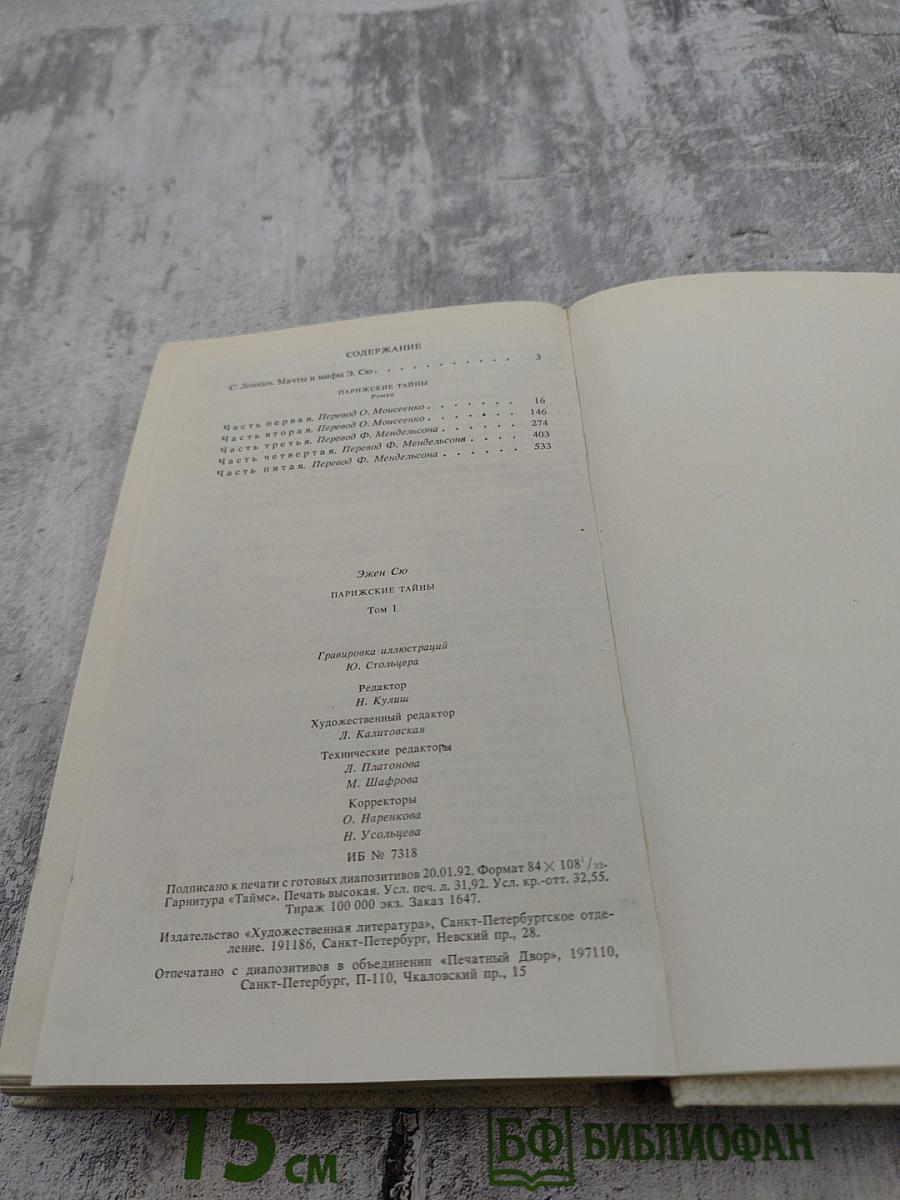 СОДЕРЖАНИЕ
С. Зенкин. Мачты и мифы Э. Сю . . . . . . . . . . . 3
ПАРИЖСКИЕ ТАЙНЫ
Роман
Часть первая. Перевод О. Моисеенко . . . . . . . 16
Часть вторая. Перевод О. Моисеенко . . . . . . . 146
Часть третья. Перевод Ф. Мендельсона . . . . . . 274
Часть четвертая. Перевод Ф. Мендельсона . . . . 403
Часть пятая. Перевод Ф. Мендельсона . . . . . . 533
Эжен Сю
ПАРИЖСКИЕ ТАЙНЫ
Том 1
Гравировка иллюстраций
Ю. Стольцера
Редактор
Н. Кулиш
Художественный редактор
Л. Калитовская
Технические редакторы
Л. Платонова
М. Шафрова
Корректоры
О. Наренкова
Н. Усольцева
ИБ № 7318
Подписано к печати с готовых диапозитивов 20.01.92. Формат 84 × 108¹/₃₂.
Гарнитура «Таймс». Печать высокая. Усл. печ. л. 31,92. Усл. кр.-отт. 32,55.
Тираж 100 000 экз. Заказ 1647.
Издательство «Художественная литература», Санкт-Петербургское отде-
ление. 191186, Санкт-Петербург, Невский пр., 28.
Отпечатано с диапозитивов в объединении «Печатный Двор», 197110,
Санкт-Петербург, П-110, Чкаловский пр., 15
15 см
БФ БИБЛИОФАН